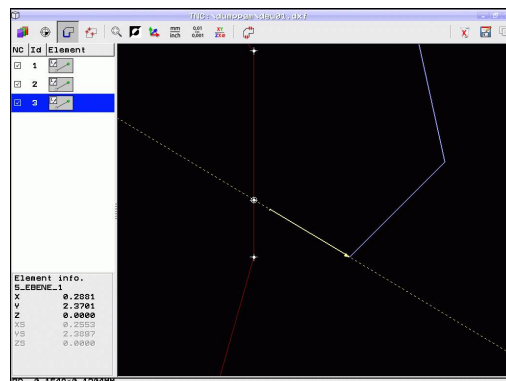 mm
inch
0,01
0,001
XY
NC Id Element
1
2
3
Element info.
5_EBENE_1
X 0.2881
Y 2.3701
Z 0.0000
XS 0.2553
YS 2.3887
ZS 0.0000